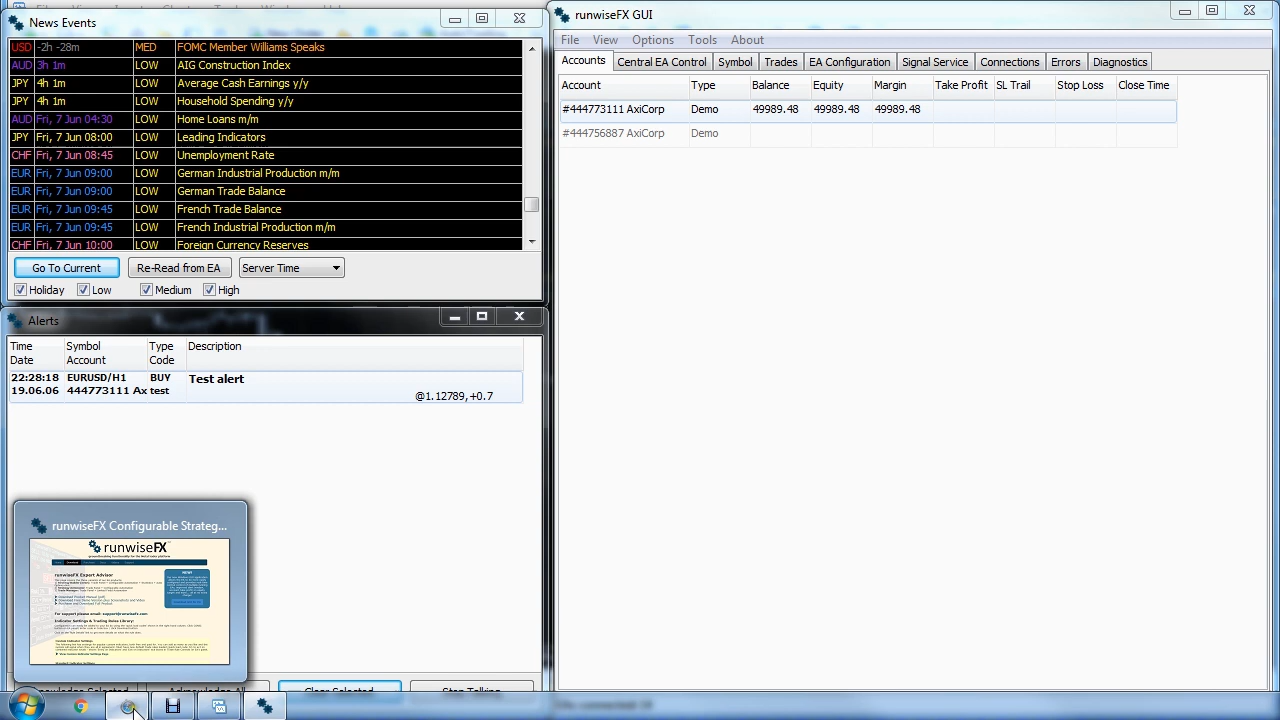 News Events
USD -2h -28m MED FOMC Member Williams Speaks
AUD 3h 1m LOW AIG Construction Index
JPY 4h 1m LOW Average Cash Earnings y/y
JPY 4h 1m LOW Household Spending y/y
AUD Fri, 7 Jun 04:30 LOW Home Loans m/m
JPY Fri, 7 Jun 08:00 LOW Leading Indicators
CHF Fri, 7 Jun 08:45 LOW Unemployment Rate
EUR Fri, 7 Jun 09:00 LOW German Industrial Production m/m
EUR Fri, 7 Jun 09:00 LOW German Trade Balance
EUR Fri, 7 Jun 09:45 LOW French Trade Balance
EUR Fri, 7 Jun 09:45 LOW French Industrial Production m/m
CHF Fri, 7 Jun 10:00 LOW Foreign Currency Reserves
Go To Current Re-Read from EA Server Time
Holiday Low Medium High
Alerts
Time Symbol Type Description
Date Account Code
22:28:18 EURUSD/H1 BUY Test alert
19.06.06 444773111 Ax test
@1.12789,+0.7
runwiseFX Configurable Strateg...
runwiseFX
runwiseFX Expert Advisor
Acknowledge All Clear Selected Stop Talking
runwiseFX GUI
File View Options Tools About
Accounts Central EA Control Symbol Trades EA Configuration Signal Service Connections Errors Diagnostics
Account Type Balance Equity Margin Take Profit SL Trail Stop Loss Close Time
#444773111 AxiCorp Demo 49989.48 49989.48 49989.48
#444756887 AxiCorp Demo